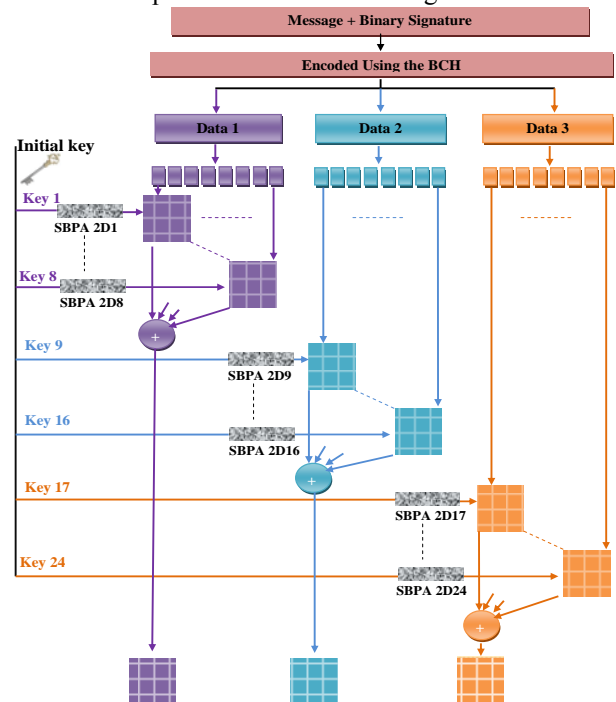 Message + Binary Signature
Encoded Using the BCH
Data 1
Data 2
Data 3
Initial key
Key 1
SBPA 2D1
Key 8
SBPA 2D8
+
Key 9
SBPA 2D9
Key 16
SBPA 2D16
+
Key 17
SBPA 2D17
Key 24
SBPA 2D24
+